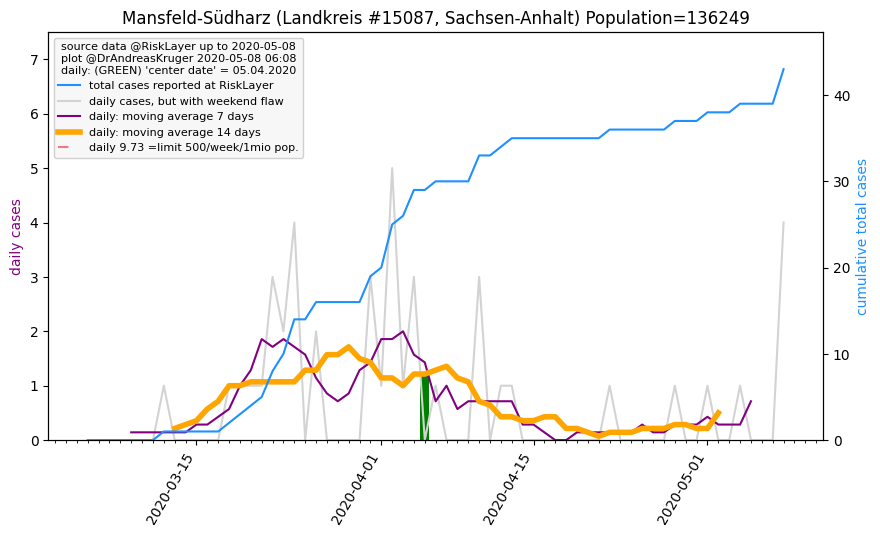 Mansfeld-Südharz (Landkreis #15087, Sachsen-Anhalt) Population=136249
source data @RiskLayer up to 2020-05-08
plot @DrAndreasKruger 2020-05-08 06:08
daily: (GREEN) 'center date' = 05.04.2020
total cases reported at RiskLayer
daily cases, but with weekend flaw
daily: moving average 7 days
daily: moving average 14 days
daily 9.73 =limit 500/week/1mio pop.
daily cases
7
6
5
4
3
2
1
0
cumulative total cases
40
30
20
10
0
2020-03-15
2020-04-01
2020-04-15
2020-05-01